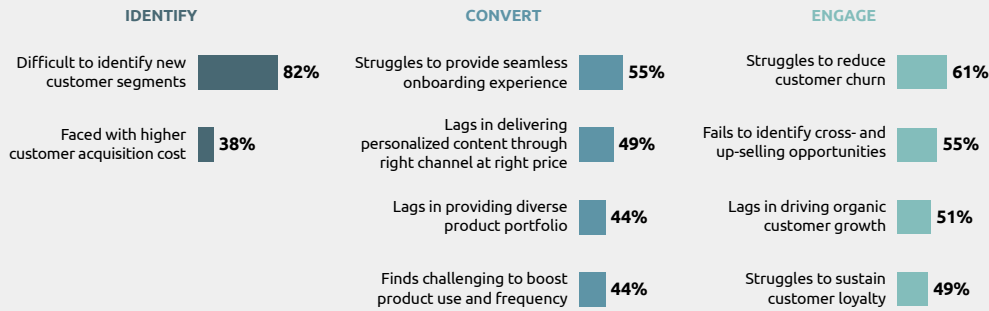 IDENTIFY
Difficult to identify new
customer segments
82%
Faced with higher
customer acquisition cost
38%
CONVERT
Struggles to provide seamless
onboarding experience
55%
Lags in delivering
personalized content through
right channel at right price
49%
Lags in providing diverse
product portfolio
44%
Finds challenging to boost
product use and frequency
44%
ENGAGE
Struggles to reduce
customer churn
61%
Fails to identify cross- and
up-selling opportunities
55%
Lags in driving organic
customer growth
51%
Struggles to sustain
customer loyalty
49%